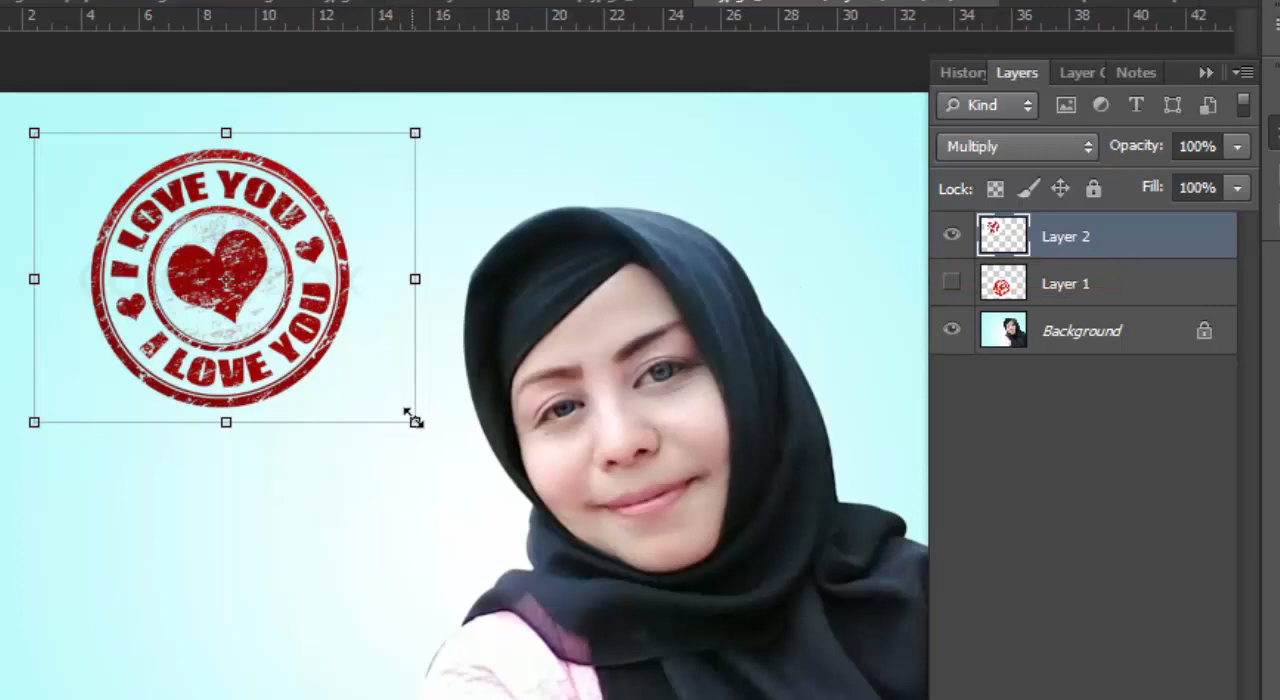 2 4 6 8 10 12 14 16 18 20 22 24 26 28 30 32 34 36 38 40 42
Histor Layers Layer C Notes
Kind
Multiply Opacity: 100%
Lock: Fill: 100%
Layer 2
Layer 1
Background
I LOVE YOU
I LOVE YOU